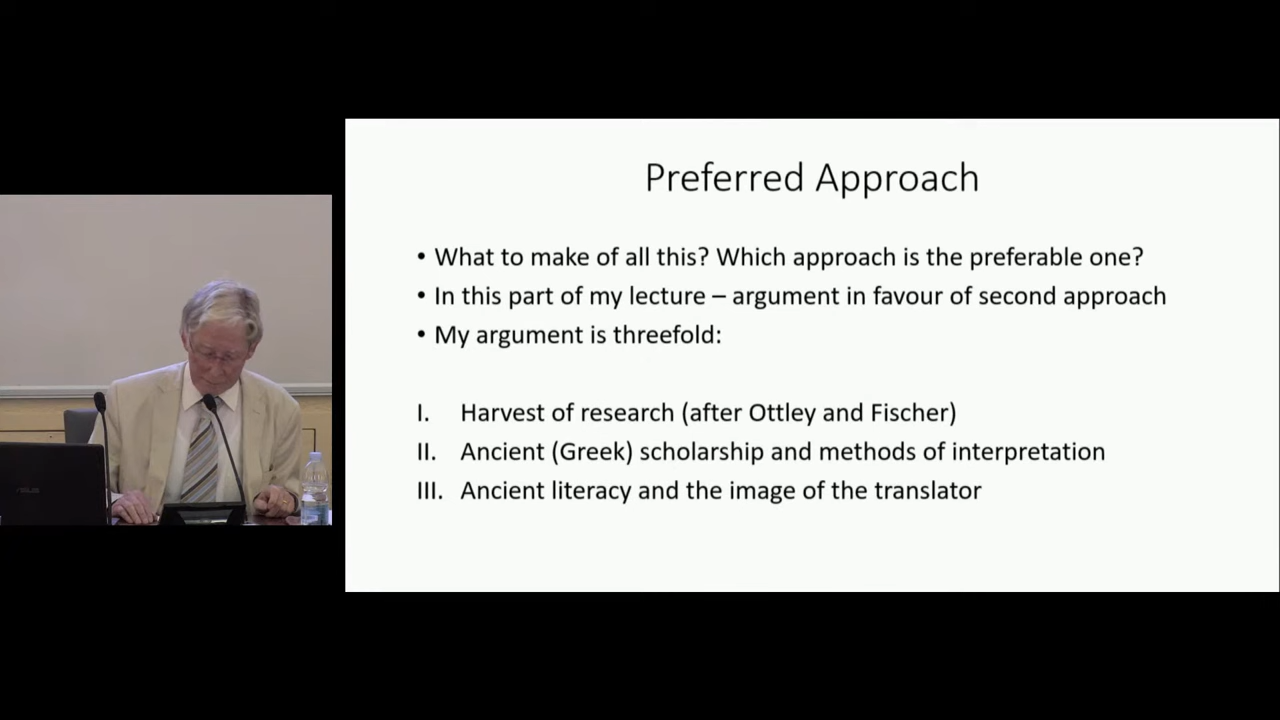 Preferred Approach
• What to make of all this? Which approach is the preferable one?
• In this part of my lecture – argument in favour of second approach
• My argument is threefold:
I. Harvest of research (after Ottley and Fischer)
II. Ancient (Greek) scholarship and methods of interpretation
III. Ancient literacy and the image of the translator
ASUS